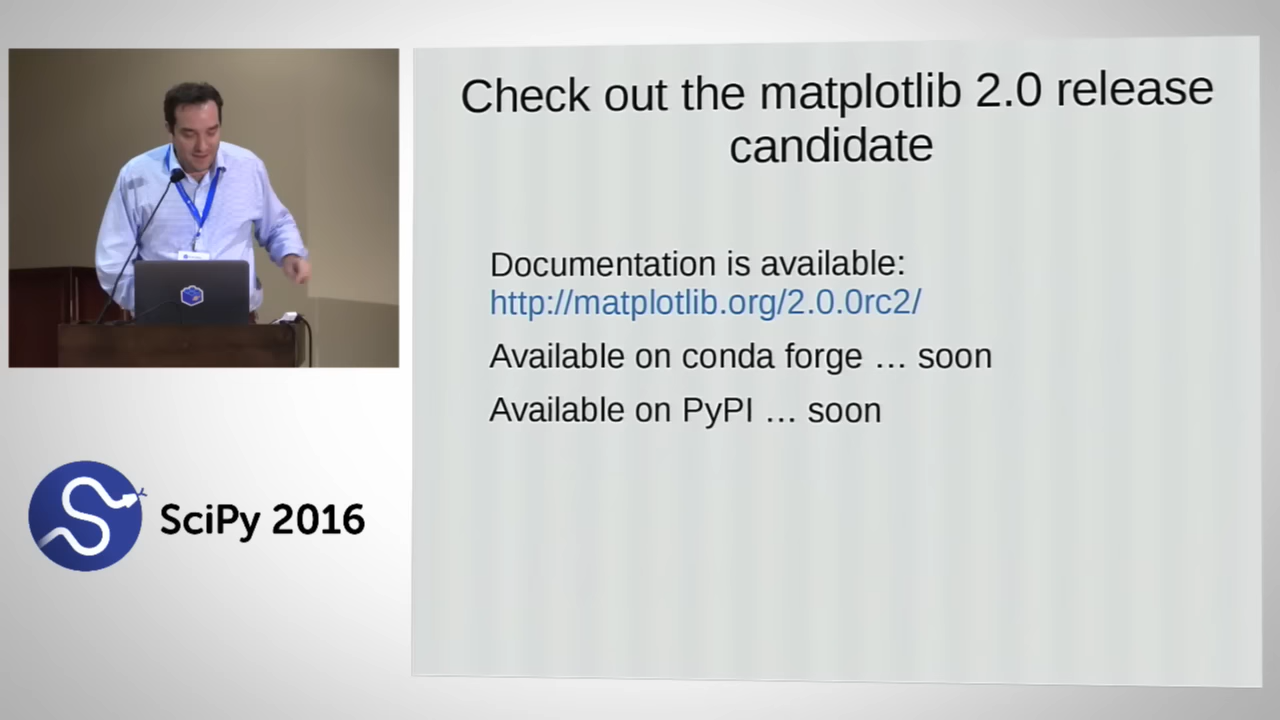 Check out the matplotlib 2.0 release
candidate
Documentation is available:
http://matplotlib.org/2.0.0rc2/
Available on conda forge … soon
Available on PyPI … soon
SciPy 2016